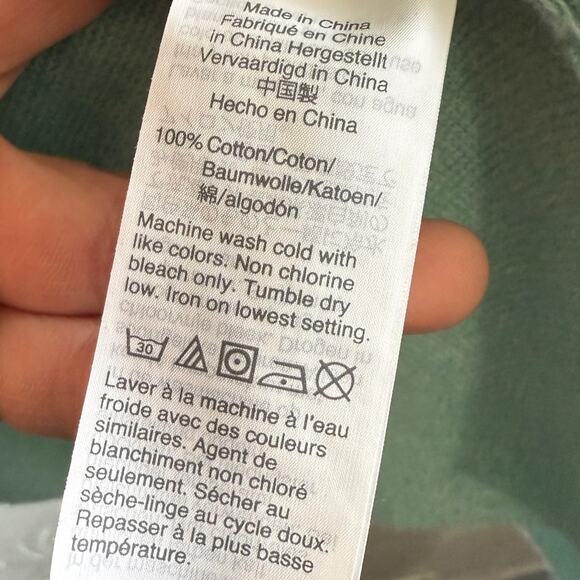 Made in China
Fabriqué en Chine
in China Hergestellt
Vervaardigd in China
中国製
Hecho en China
100% Cotton/Coton/
Baumwolle/Katoen/
綿/algodón
Machine wash cold with
like colors. Non chlorine
bleach only. Tumble dry
low. Iron on lowest setting.
30
Laver à la machine à l'eau
froide avec des couleurs
similaires. Agent de
blanchiment non chloré
seulement. Sécher au
sèche-linge au cycle doux.
Repasser à la plus basse
température.